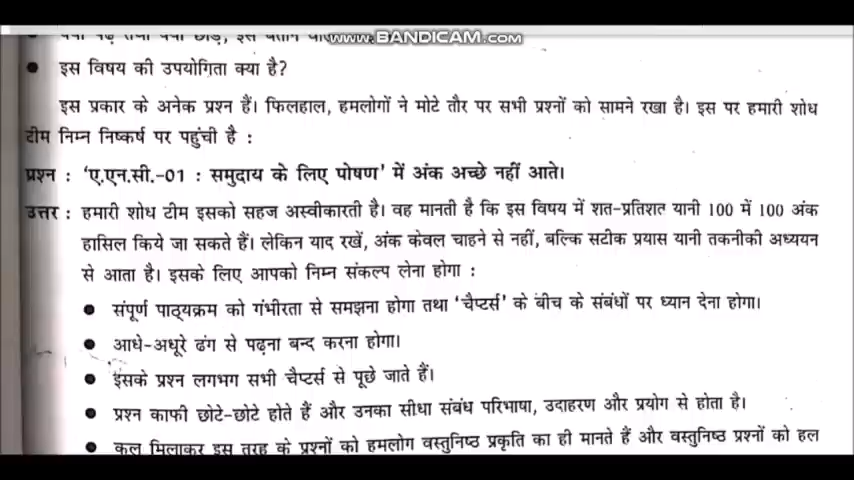 www.BANDICAM.com
● इस विषय की उपयोगिता क्या है?
इस प्रकार के अनेक प्रश्न हैं। फिलहाल, हमलोगों ने मोटे तौर पर सभी प्रश्नों को सामने रखा है। इस पर हमारी शोध
टीम निम्न निष्कर्ष पर पहुंची है :
प्रश्न : 'ए.एन.सी.-01 : समुदाय के लिए पोषण' में अंक अच्छे नहीं आते।
उत्तर : हमारी शोध टीम इसको सहज अस्वीकारती है। वह मानती है कि इस विषय में शत-प्रतिशत यानी 100 में 100 अंक
हासिल किये जा सकते हैं। लेकिन याद रखें, अंक केवल चाहने से नहीं, बल्कि सटीक प्रयास यानी तकनीकी अध्ययन
से आता है। इसके लिए आपको निम्न संकल्प लेना होगा :
● संपूर्ण पाठ्यक्रम को गंभीरता से समझना होगा तथा 'चैप्टर्स' के बीच के संबंधों पर ध्यान देना होगा।
● आधे-अधूरे ढंग से पढ़ना बन्द करना होगा।
● इसके प्रश्न लगभग सभी चैप्टर्स से पूछे जाते हैं।
● प्रश्न काफी छोटे-छोटे होते हैं और उनका सीधा संबंध परिभाषा, उदाहरण और प्रयोग से होता है।
● कुल मिलाकर इस तरह के प्रश्नों को हमलोग वस्तुनिष्ठ प्रकृति का ही मानते हैं और वस्तुनिष्ठ प्रश्नों को हल